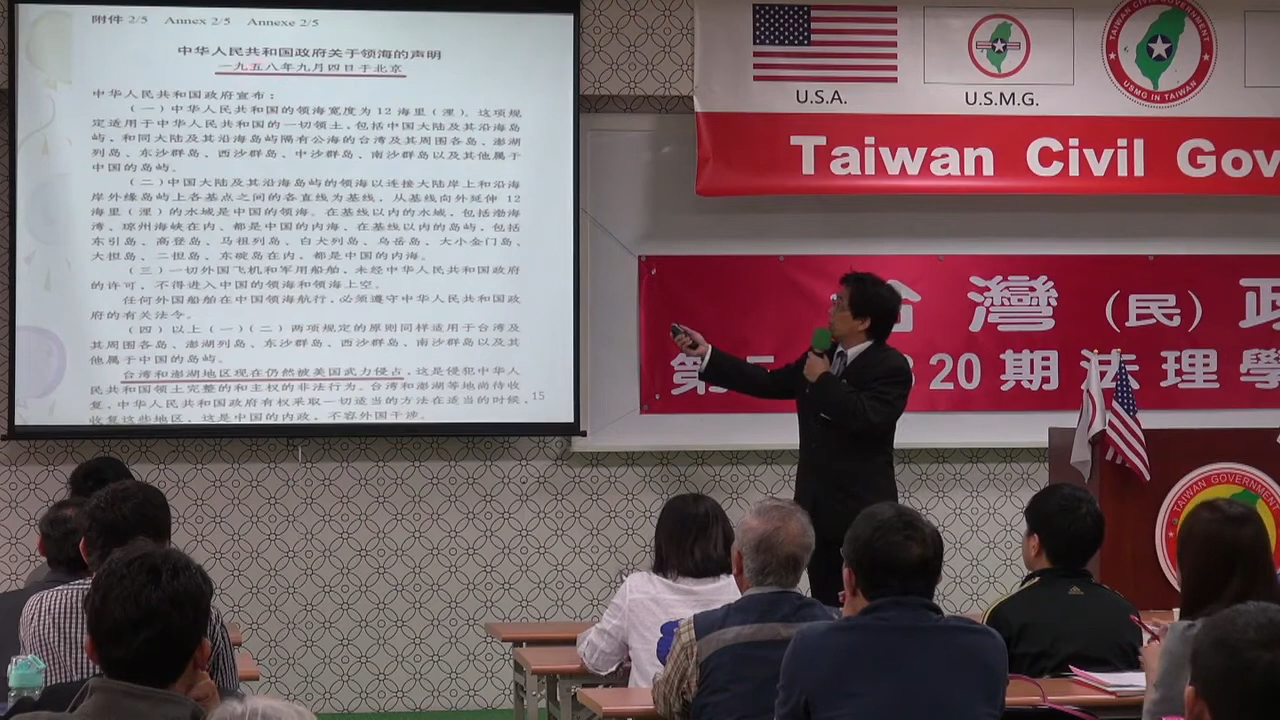 附件 2/5 Annex 2/5 Annexe 2/5
中华人民共和国政府关于领海的声明
一九五八年九月四日于北京
中华人民共和国政府宣布：
（一）中华人民共和国的领海宽度为 12 海里（浬）。这项规
定适用于中华人民共和国的一切领土，包括中国大陆及其沿海岛
屿，和同大陆及其沿海岛屿隔有公海的台湾及其周围各岛、澎湖
列岛、东沙群岛、西沙群岛、中沙群岛、南沙群岛以及其他属于
中国的岛屿。
（二）中国大陆及其沿海岛屿的领海以连接大陆岸上和沿海
岸外缘岛屿上各基点之间的各直线为基线，从基线向外延伸 12
海里（浬）的水域是中国的领海。在基线以内的水域，包括渤海
湾、琼州海峡在内、都是中国的内海、在基线以内的岛屿，包括
东引岛、高登岛、马祖列岛、白犬列岛、乌岳岛、大小金门岛、
大担岛、二担岛、东碇岛在内，都是中国的内海。
（三）一切外国飞机和军用船舶，未经中华人民共和国政府
的许可，不得进入中国的领海和领海上空。
任何外国船舶在中国领海航行，必须遵守中华人民共和国政
府的有关法令。
（四）以上（一）（二）两项规定的原则同样适用于台湾及
其周围各岛、澎湖列岛、东沙群岛、西沙群岛、南沙群岛以及其
他属于中国的岛屿。
台湾和澎湖地区现在仍然被美国武力侵占，这是侵犯中华人
民共和国领土完整的和主权的非法行为。台湾和澎湖等地尚待收
复，中华人民共和国政府有权采取一切适当的方法在适当的时候，
收复这些地区，这是中国的内政，不容外国干涉。
15
U.S.A.
U.S.M.G.
TAIWAN CIVIL GOVERNMENT
USMG IN TAIWAN
Taiwan Civil Gov
台灣（民）政
第 20期法理學
TAIWAN GOVERNMENT